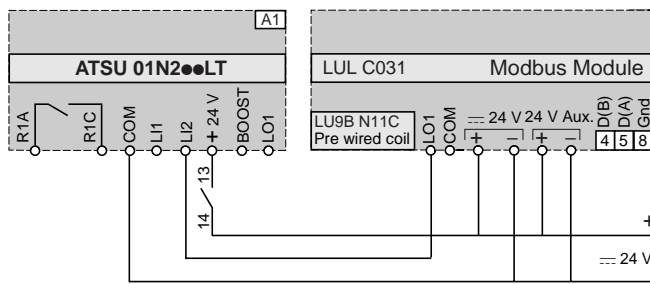 A1
ATSU 01N2●●LT
LUL C031 Modbus Module
R1A R1C COM LI1 LI2 + 24 V BOOST LO1
LU9B N11C
Pre wired coil
LO1 COM ⎓ 24 V 24 V Aux. D(B) D(A) Gnd
+ – + – 4 5 8
13
14
+
⎓ 24 V